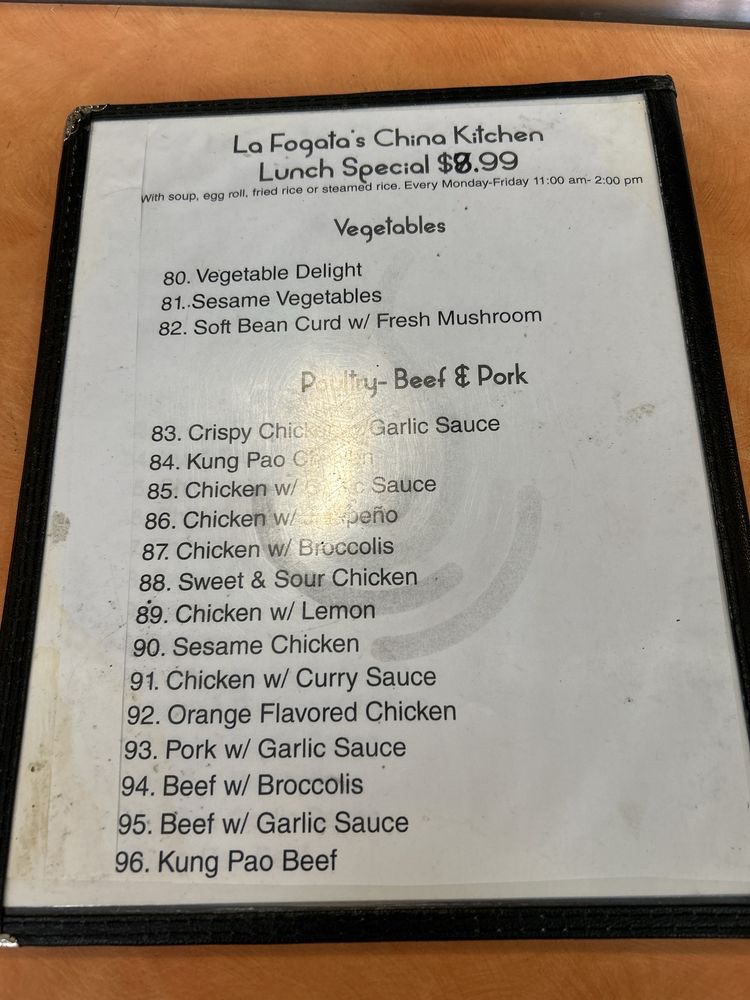 La Fogata's China Kitchen
Lunch Special $8.99
With soup, egg roll, fried rice or steamed rice. Every Monday-Friday 11:00 am- 2:00 pm
Vegetables
80. Vegetable Delight
81. Sesame Vegetables
82. Soft Bean Curd w/ Fresh Mushroom
Poultry- Beef & Pork
83. Crispy Chicken w/ Garlic Sauce
84. Kung Pao Chicken
85. Chicken w/ Garlic Sauce
86. Chicken w/ Jalapeño
87. Chicken w/ Broccolis
88. Sweet & Sour Chicken
89. Chicken w/ Lemon
90. Sesame Chicken
91. Chicken w/ Curry Sauce
92. Orange Flavored Chicken
93. Pork w/ Garlic Sauce
94. Beef w/ Broccolis
95. Beef w/ Garlic Sauce
96. Kung Pao Beef